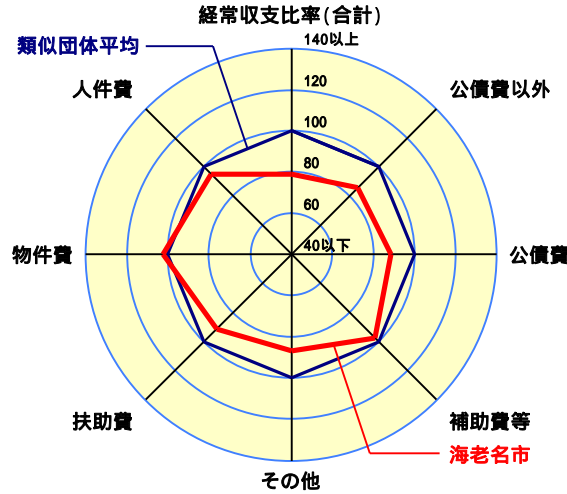 経常収支比率(合計)
140以上
類似団体平均
120
人件費
公債費以外
100
80
60
40以下
物件費
公債費
扶助費
補助費等
海老名市
その他